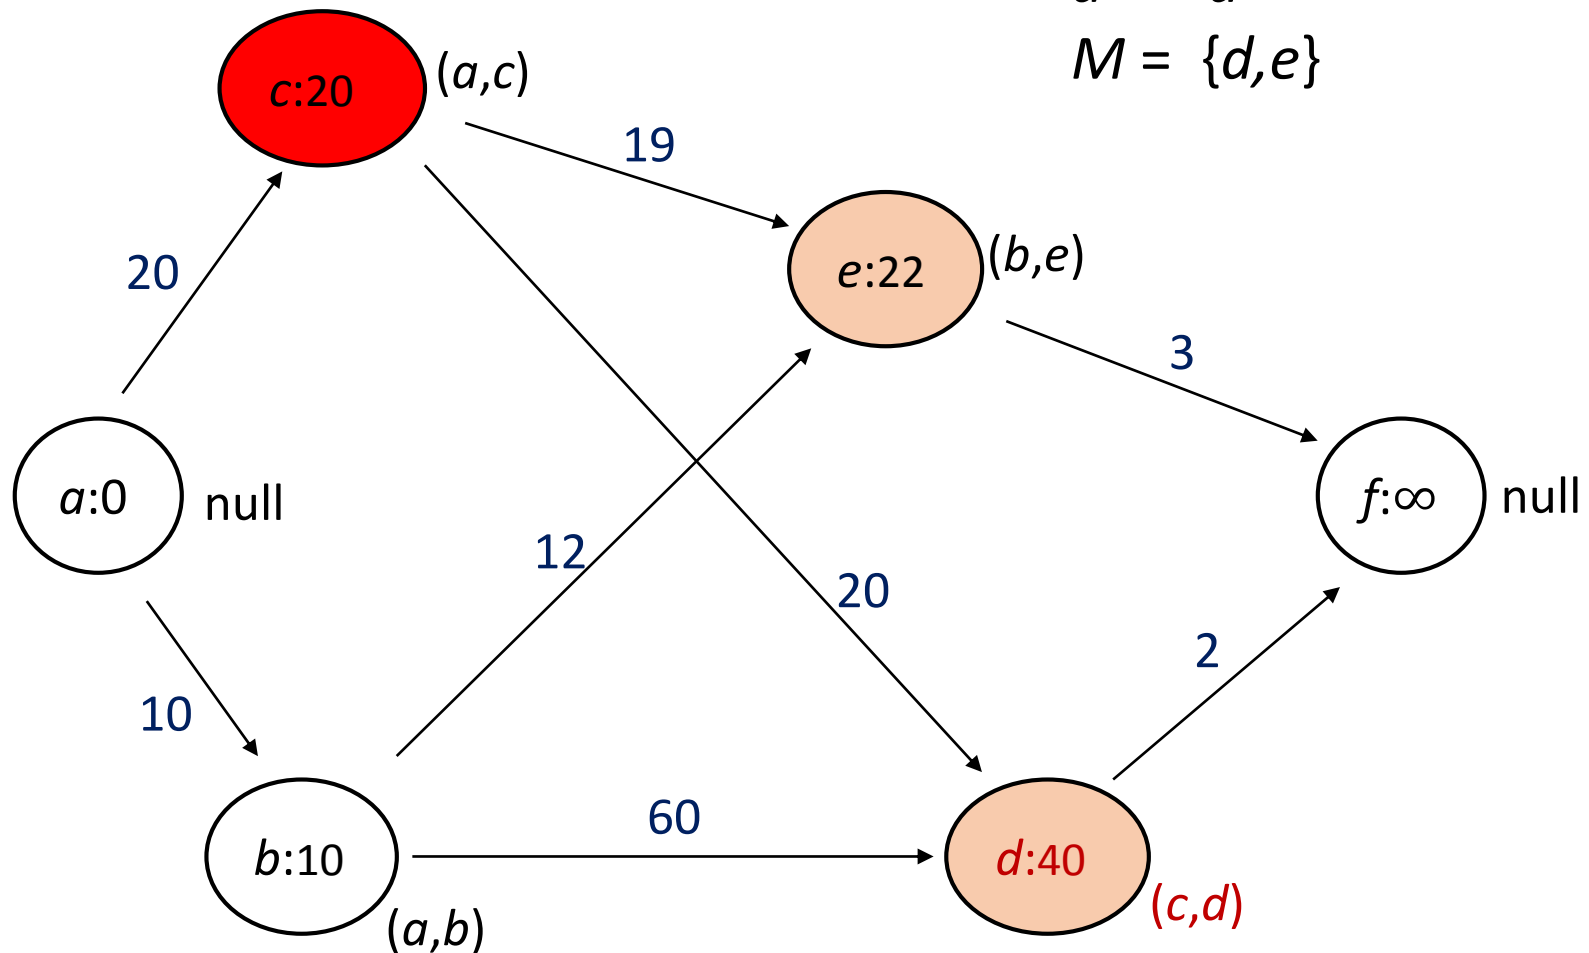 M = {d,e}
c:20
(a,c)
19
20
e:22
(b,e)
3
a:0
null
f:∞
null
12
20
2
10
60
b:10
(a,b)
d:40
(c,d)